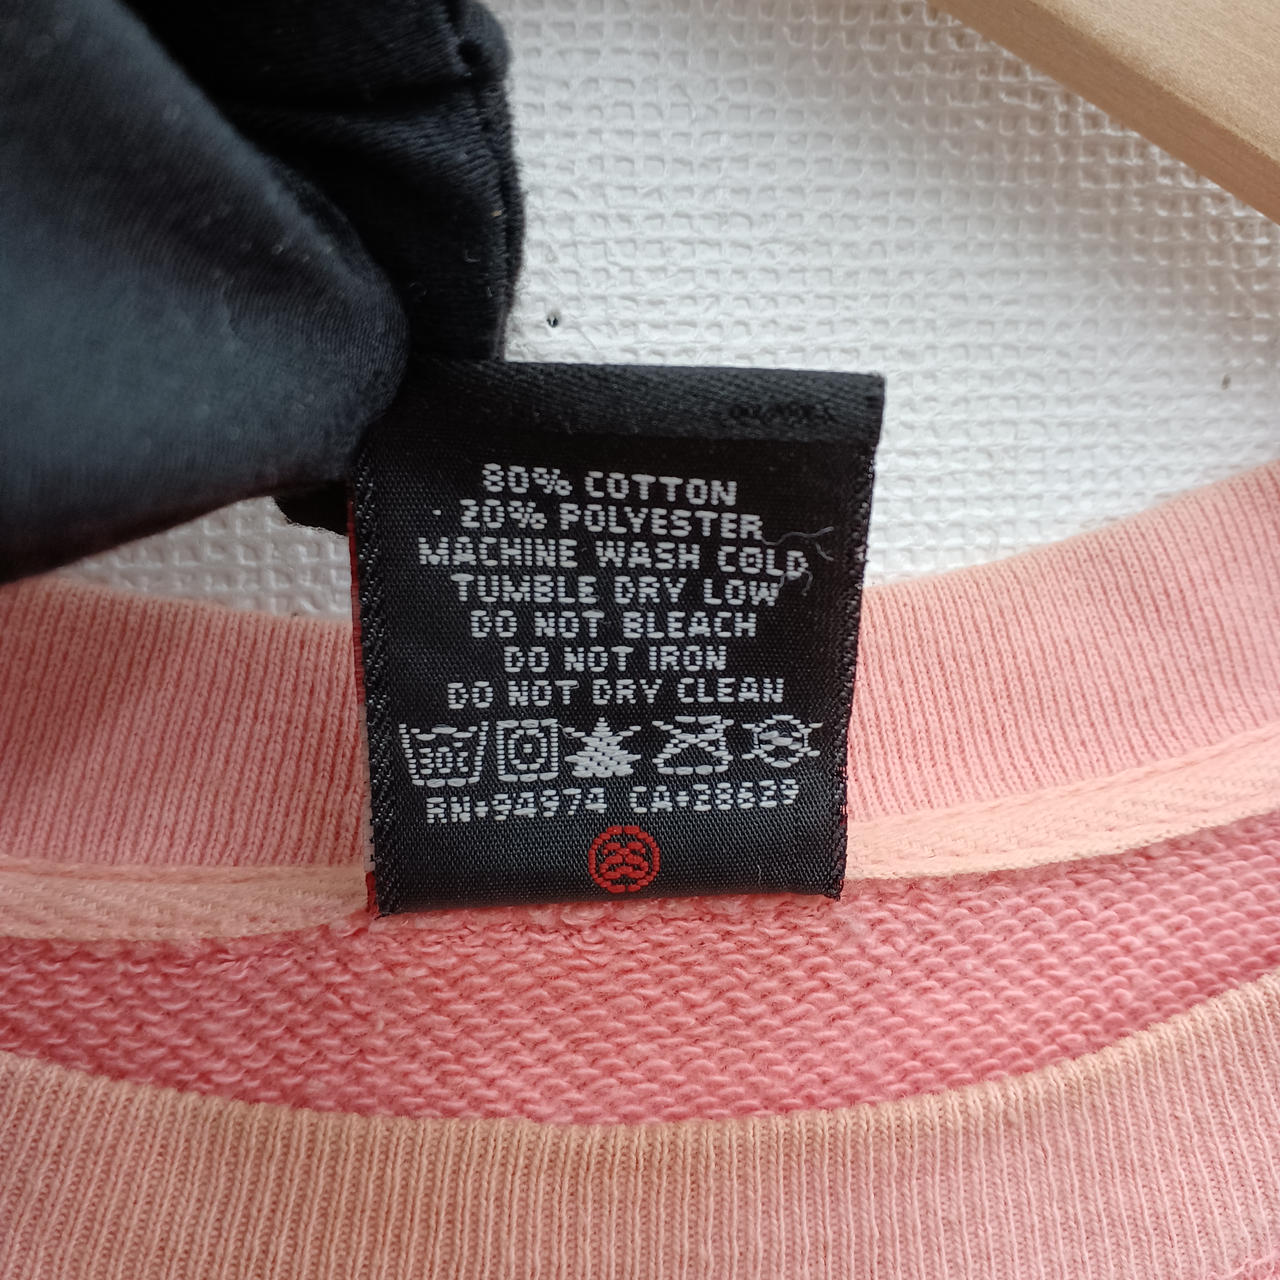 80% COTTON
20% POLYESTER
MACHINE WASH COLD
TUMBLE DRY LOW
DO NOT BLEACH
DO NOT IRON
DO NOT DRY CLEAN
30c
RN#94974 CA#28629